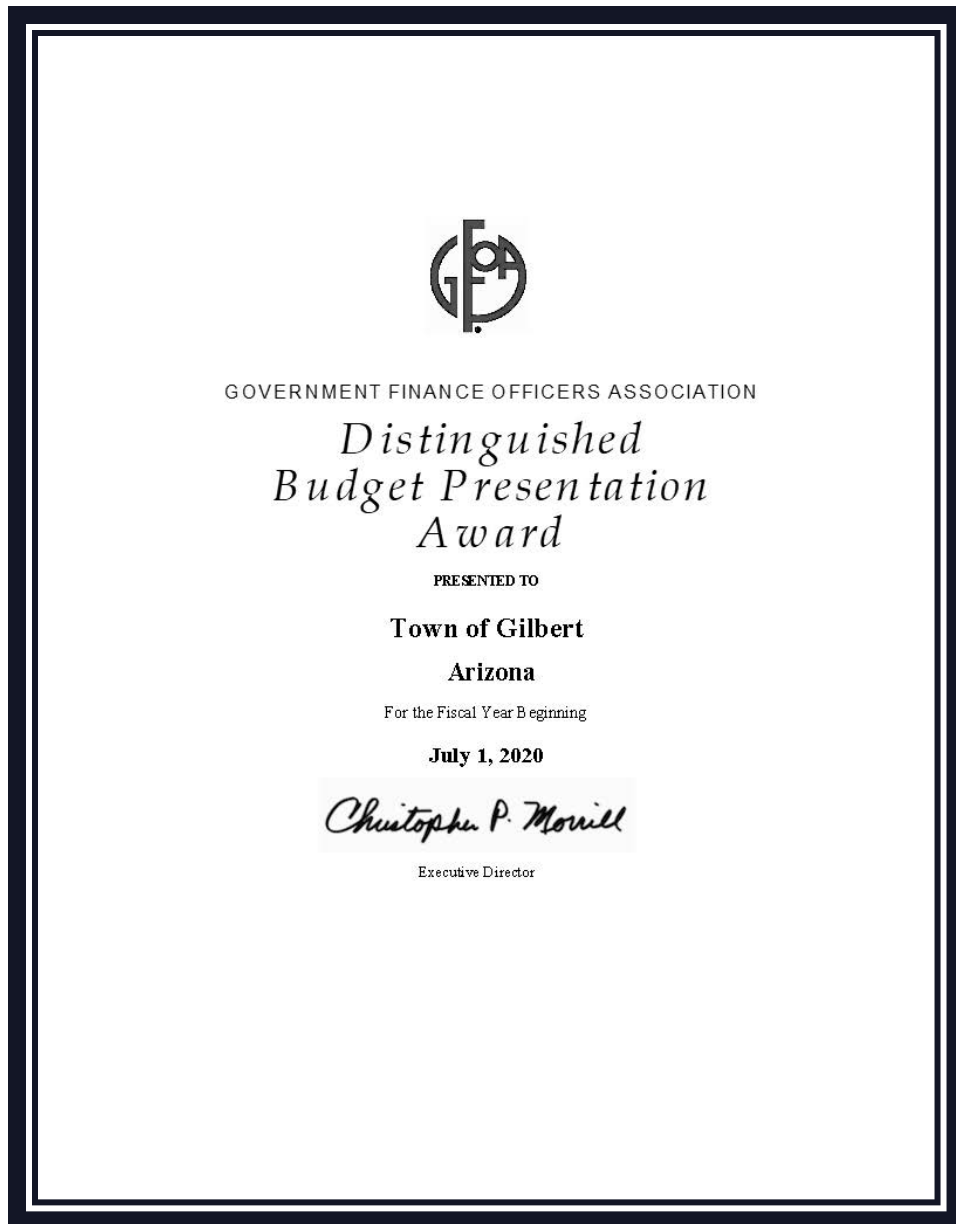 GFOA
GOVERNMENT FINANCE OFFICERS ASSOCIATION
Distinguished
Budget Presentation
Award
PRESENTED TO
Town of Gilbert
Arizona
For the Fiscal Year Beginning
July 1, 2020
Christopher P. Morrill
Executive Director